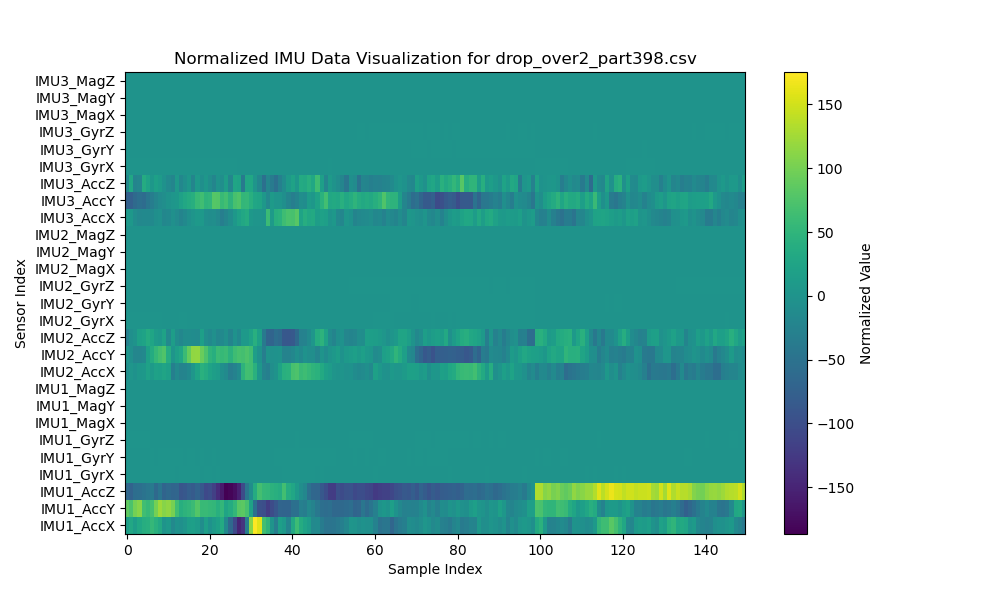 Normalized IMU Data Visualization for drop_over2_part398.csv
IMU3_MagZ
IMU3_MagY
IMU3_MagX
IMU3_GyrZ
IMU3_GyrY
IMU3_GyrX
IMU3_AccZ
IMU3_AccY
IMU3_AccX
IMU2_MagZ
IMU2_MagY
IMU2_MagX
IMU2_GyrZ
IMU2_GyrY
IMU2_GyrX
IMU2_AccZ
IMU2_AccY
IMU2_AccX
IMU1_MagZ
IMU1_MagY
IMU1_MagX
IMU1_GyrZ
IMU1_GyrY
IMU1_GyrX
IMU1_AccZ
IMU1_AccY
IMU1_AccX
Sensor Index
0 20 40 60 80 100 120 140
Sample Index
150
100
50
0
−50
−100
−150
Normalized Value